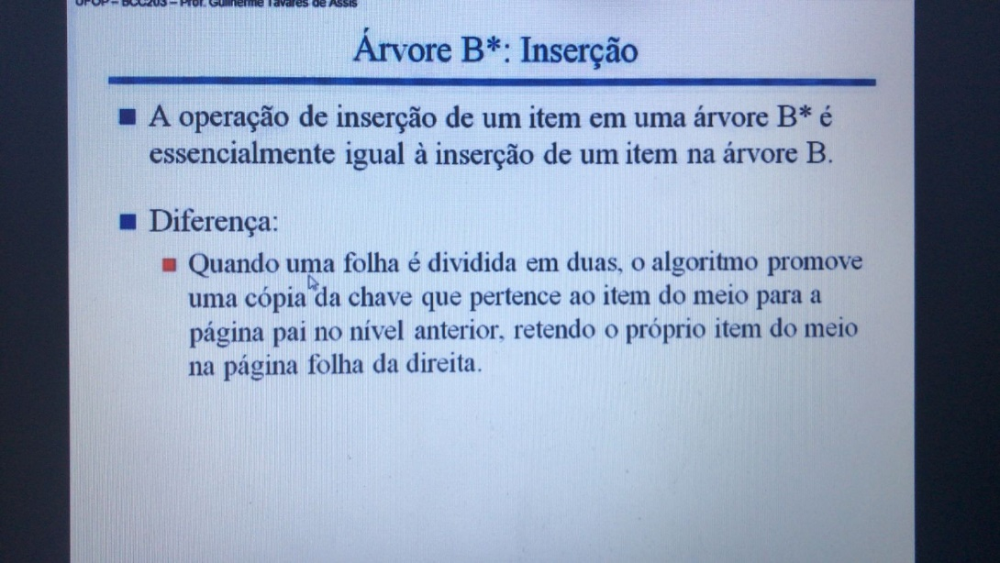 UFOP – BCC203 – Prof. Guilherme Tavares de Assis
Árvore B*: Inserção
A operação de inserção de um item em uma árvore B* é
essencialmente igual à inserção de um item na árvore B.
Diferença:
Quando uma folha é dividida em duas, o algoritmo promove
uma cópia da chave que pertence ao item do meio para a
página pai no nível anterior, retendo o próprio item do meio
na página folha da direita.